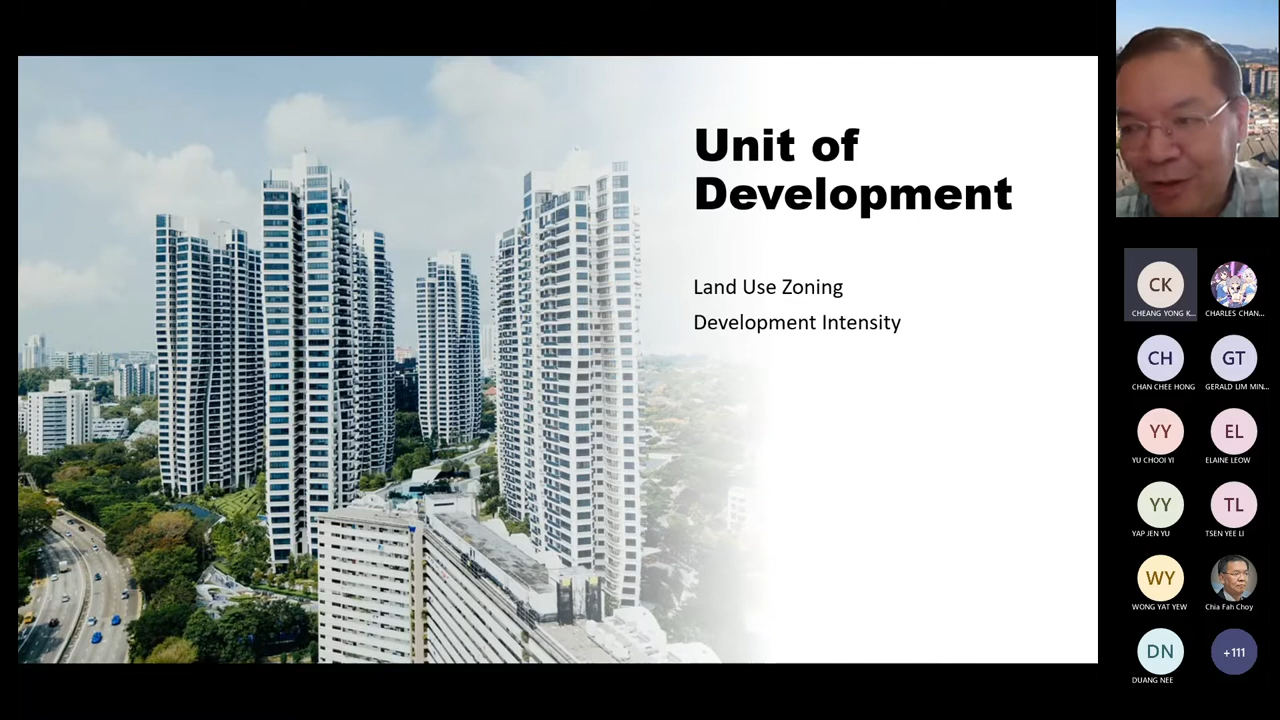 Unit of
Development
Land Use Zoning
Development Intensity
CK
CHEANG YONG K...
CHARLES CHAN...
CH
CHAN CHEE HONG
GT
GERALD LIM MIN...
YY
YU CHOOI YI
EL
ELAINE LEOW
YY
YAP JEN YU
TL
TSEN YEE LI
WY
WONG YAT YEW
Chia Fah Choy
DN
DUANG NEE
+111